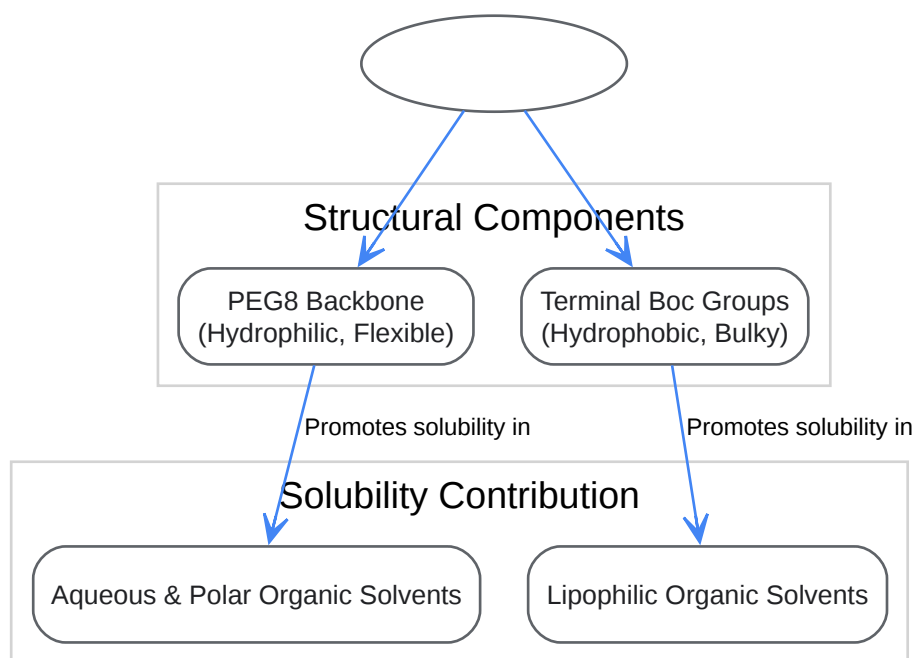 Structural Components
PEG8 Backbone
(Hydrophilic, Flexible)
Terminal Boc Groups
(Hydrophobic, Bulky)
Promotes solubility in
Promotes solubility in
Solubility Contribution
Aqueous & Polar Organic Solvents
Lipophilic Organic Solvents